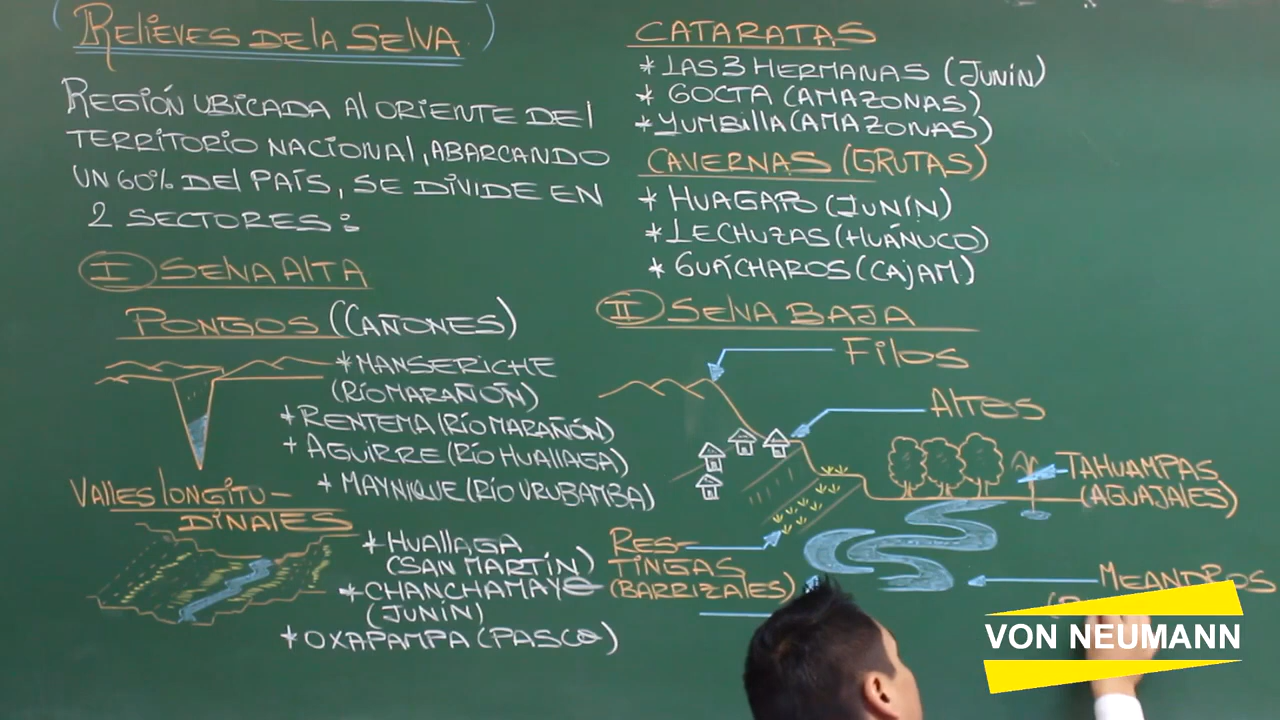 RELIEVES DE LA SELVA
REGIÓN UBICADA AL ORIENTE DEL
TERRITORIO NACIONAL, ABARCANDO
UN 60% DEL PAÍS, SE DIVIDE EN
2 SECTORES:
I SELVA ALTA
PONGOS (CAÑONES)
* MANSERICHE
(RÍO MARAÑÓN)
* RENTEMA (RÍO MARAÑÓN)
* AGUIRRE (RÍO HUALLAGA)
* MAYNIQUE (RÍO URUBAMBA)
VALLES LONGITU-
DINALES
* HUALLAGA
(SAN MARTÍN)
* CHANCHAMAYO
(JUNÍN)
* OXAPAMPA (PASCO)
CATARATAS
* LAS 3 HERMANAS (JUNÍN)
* GOCTA (AMAZONAS)
* YUMBILLA (AMAZONAS)
CAVERNAS (GRUTAS)
* HUAGAPO (JUNÍN)
* LECHUZAS (HUÁNUCO)
* GUÁCHAROS (CAJAM)
II SELVA BAJA
FILOS
ALTOS
TAHUAMPAS
(AGUAJALES)
RES-
TINGAS
(BARRIZALES)
MEANDROS
VON NEUMANN